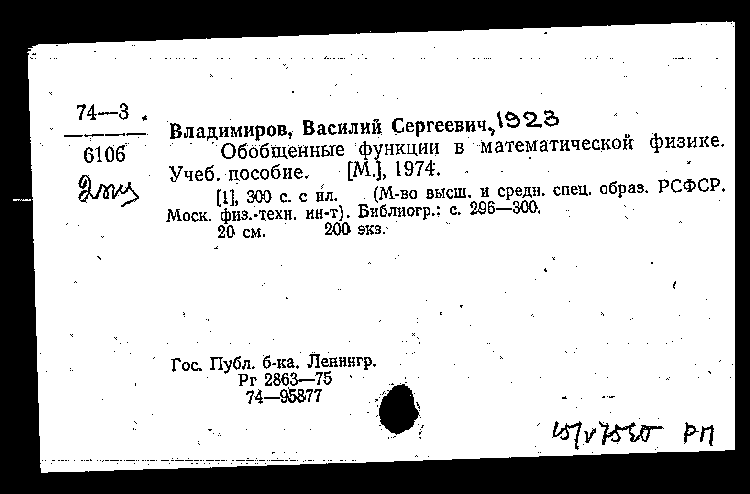 74—3
6106
2 экз
Владимиров, Василий Сергеевич, 1923
Обобщенные функции в математической физике.
Учеб. пособие. [М.], 1974.
[1], 300 с. с ил. (М-во высш. и средн. спец. образ. РСФСР.
Моск. физ.-техн. ин-т). Библиогр.: с. 296—300.
20 см. 200 экз.
Гос. Публ. б-ка. Ленингр.
Рг 2863—75
74—95877
РП